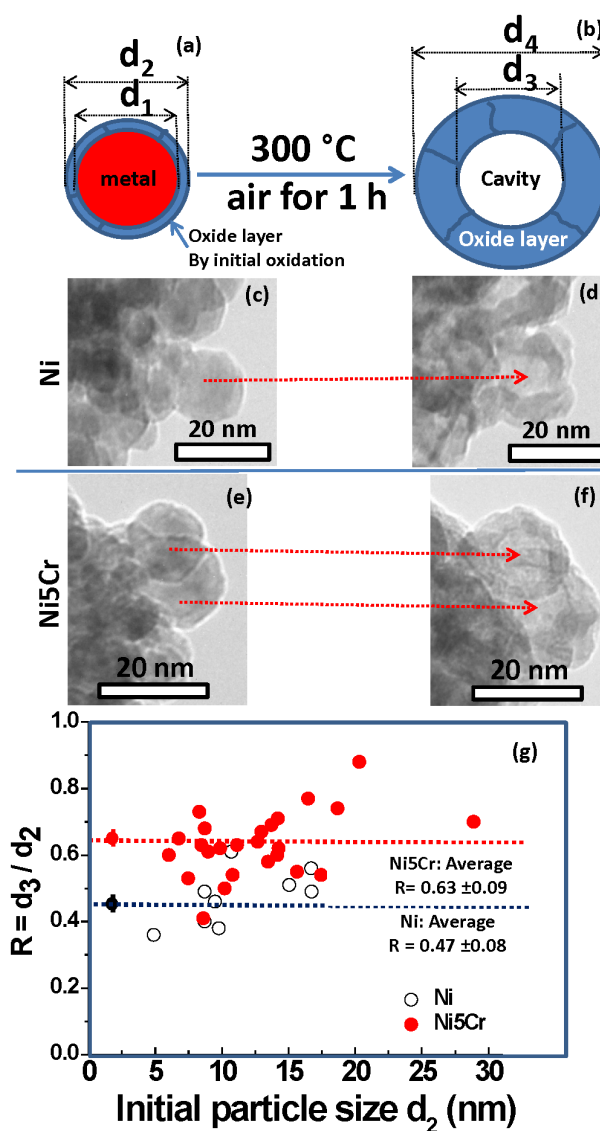 (a)
(b)
d2
d1
d4
d3
metal
300 °C
air for 1 h
Cavity
Oxide layer
Oxide layer
By initial oxidation
Ni
(c)
(d)
20 nm
20 nm
Ni5Cr
(e)
(f)
20 nm
20 nm
R = d3 / d2
1.0
0.8
0.6
0.4
0.2
0.0
(g)
Ni5Cr: Average
R= 0.63 ±0.09
Ni: Average
R = 0.47 ±0.08
Ni
Ni5Cr
0 5 10 15 20 25 30
Initial particle size d2 (nm)